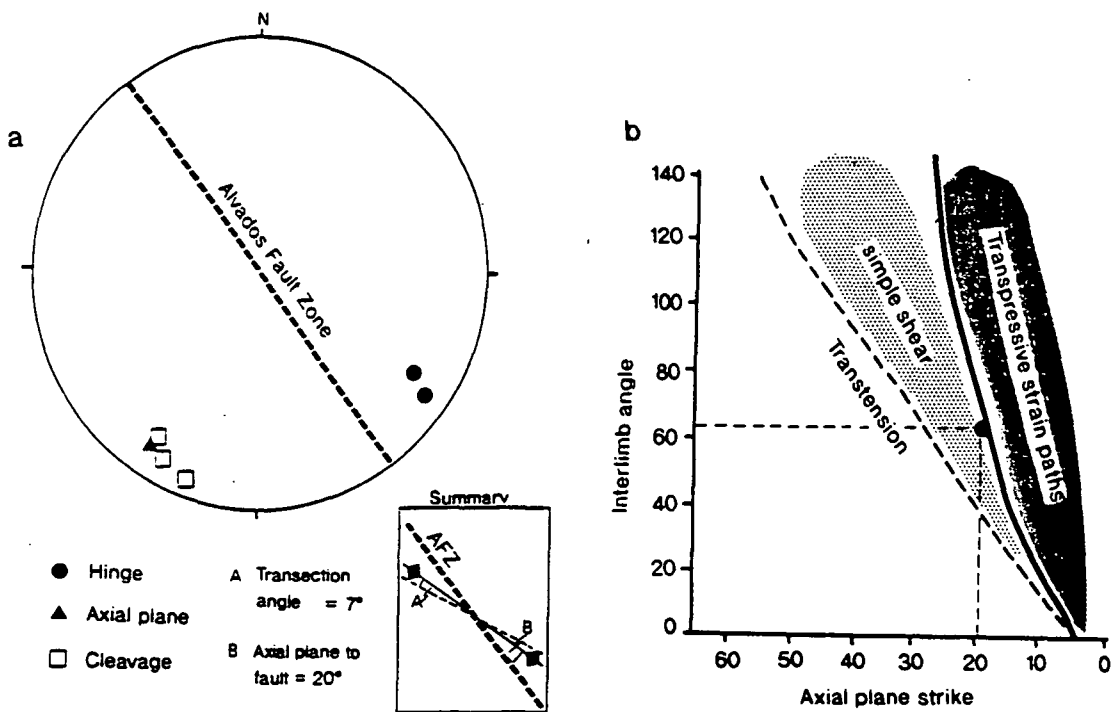 N
a
Alvados Fault Zone
Summary
AFZ
A
B
Hinge
Axial plane
Cleavage
A Transection
angle = 7°
B Axial plane to
fault = 20°
b
140
120
100
80
60
40
20
0
Interlimb angle
simple shear
Transtension
Transpressive strain paths
60 50 40 30 20 10 0
Axial plane strike